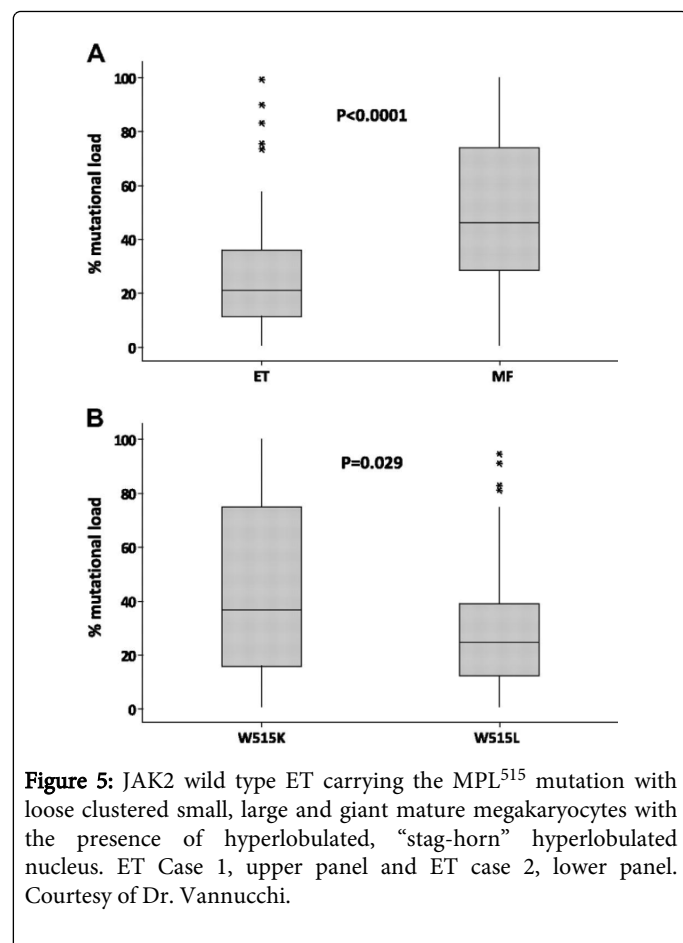 A
100
80
60
40
20
0
% mutational load
P<0.0001
ET MF
B
100
80
60
40
20
0
% mutational load
P=0.029
W515K W515L
Figure 5: JAK2 wild type ET carrying the MPL⁵¹⁵ mutation with
loose clustered small, large and giant mature megakaryocytes with
the presence of hyperlobulated, “stag-horn” hyperlobulated
nucleus. ET Case 1, upper panel and ET case 2, lower panel.
Courtesy of Dr. Vannucchi.